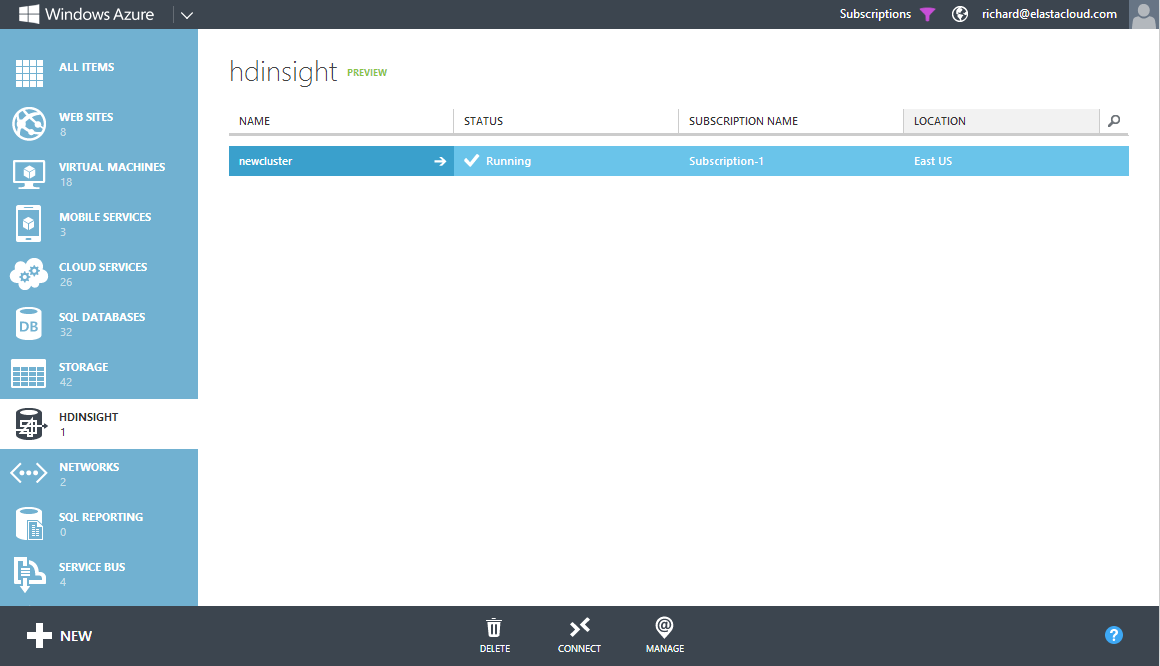 Windows Azure
Subscriptions richard@elastacloud.com
ALL ITEMS
WEB SITES
8
VIRTUAL MACHINES
18
MOBILE SERVICES
3
CLOUD SERVICES
26
DB
SQL DATABASES
32
STORAGE
42
HDINSIGHT
1
NETWORKS
2
SQL REPORTING
0
SERVICE BUS
4
hdinsight PREVIEW
NAME STATUS SUBSCRIPTION NAME LOCATION
newcluster Running Subscription-1 East US
NEW
DELETE CONNECT @ MANAGE ?